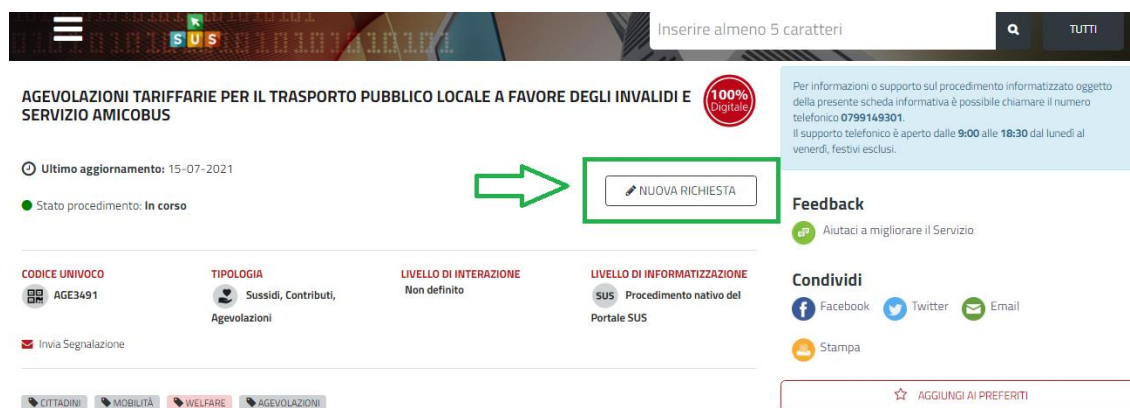 SUS
Inserire almeno 5 caratteri
TUTTI
AGEVOLAZIONI TARIFFARIE PER IL TRASPORTO PUBBLICO LOCALE A FAVORE DEGLI INVALIDI E
SERVIZIO AMICOBUS
100%
Digitale
Ultimo aggiornamento: 15-07-2021
Stato procedimento: In corso
NUOVA RICHIESTA
CODICE UNIVOCO
AGE3491
TIPOLOGIA
Sussidi, Contributi,
Agevolazioni
LIVELLO DI INTERAZIONE
Non definito
LIVELLO DI INFORMATIZZAZIONE
SUS Procedimento nativo del
Portale SUS
Invia Segnalazione
CITTADINI MOBILITÀ WELFARE AGEVOLAZIONI
Per informazioni o supporto sul procedimento informatizzato oggetto
della presente scheda informativa è possibile chiamare il numero
telefonico 0799149301.
Il supporto telefonico è aperto dalle 9:00 alle 18:30 dal lunedì al
venerdì, festivi esclusi.
Feedback
Aiutaci a migliorare il Servizio
Condividi
Facebook Twitter Email
Stampa
AGGIUNGI AI PREFERITI